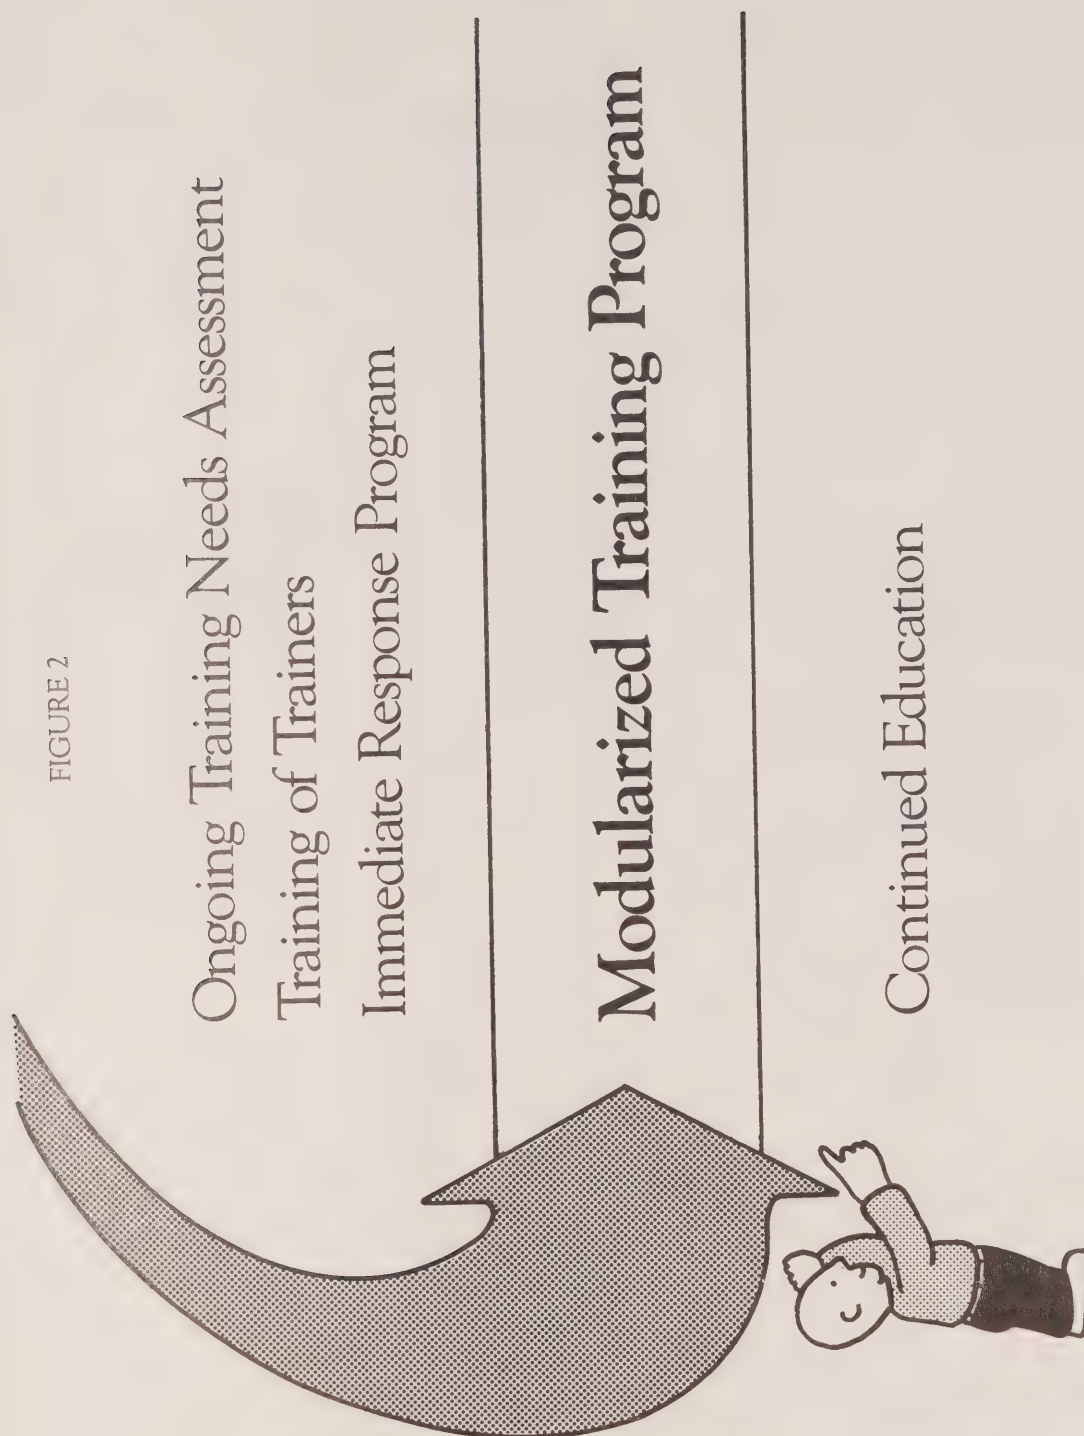 FIGURE 2
Ongoing Training Needs Assessment
Training of Trainers
Immediate Response Program
Modularized Training Program
Continued Education